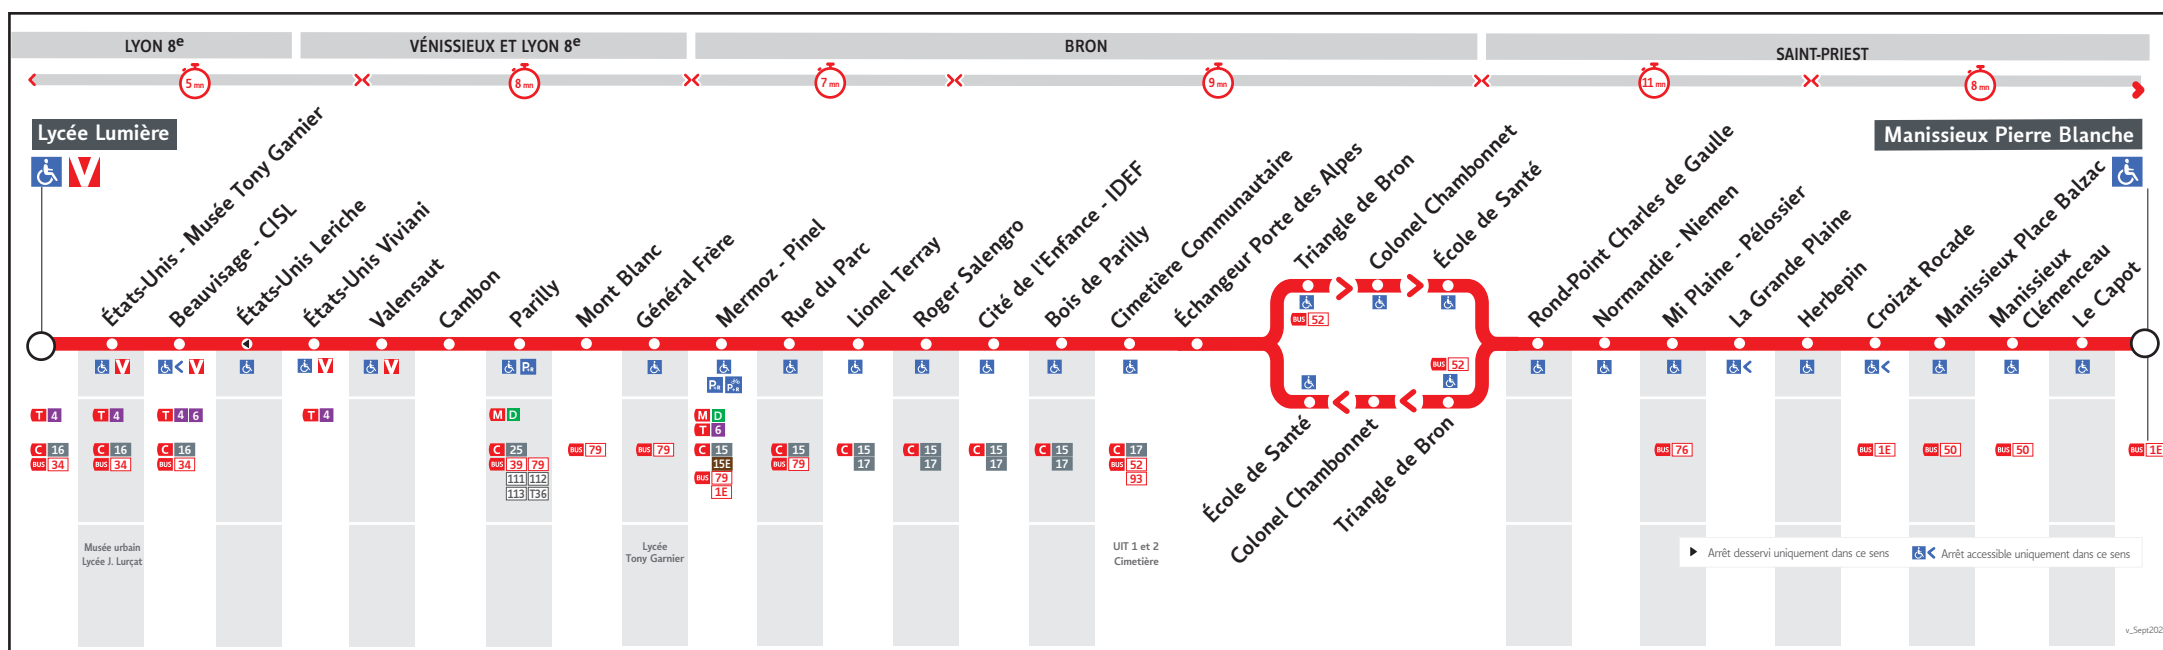 LYON 8e
VÉNISSIEUX ET LYON 8e
BRON
SAINT-PRIEST
5 mn
8 mn
7 mn
9 mn
11 mn
8 mn
Lycée Lumière
États-Unis - Musée Tony Garnier
Beauvisage - CISL
États-Unis Leriche
États-Unis Viviani
Valensaut
Cambon
Parilly
Mont Blanc
Général Frère
Mermoz - Pinel
Rue du Parc
Lionel Terray
Roger Salengro
Cité de l'Enfance - IDEF
Bois de Parilly
Cimetière Communautaire
Échangeur Porte des Alpes
Triangle de Bron
Colonel Chambonnet
École de Santé
Rond-Point Charles de Gaulle
Normandie - Niemen
Mi Plaine - Pélossier
La Grande Plaine
Herbepin
Croizat Rocade
Manissieux Place Balzac
Manissieux
Clémenceau
Le Capot
Manissieux Pierre Blanche
BUS 52
BUS 52
École de Santé
Colonel Chambonnet
Triangle de Bron
V
V
V
V
V
P+R
P+R
P+R
T 4
C 16
BUS 34
T 4
C 16
BUS 34
T 4 6
C 16
BUS 34
T 4
M D
C 25
BUS 39 79
111 112
113 T36
BUS 79
BUS 79
M D
T 6
C 15
15E
BUS 79
1E
C 15
BUS 79
C 15
17
C 15
17
C 15
17
C 15
17
C 17
BUS 52
93
BUS 76
BUS 1E
BUS 50
BUS 50
BUS 1E
Musée urbain
Lycée J. Lurçat
Lycée
Tony Garnier
UIT 1 et 2
Cimetière
Arrêt desservi uniquement dans ce sens
Arrêt accessible uniquement dans ce sens
v_Sept202